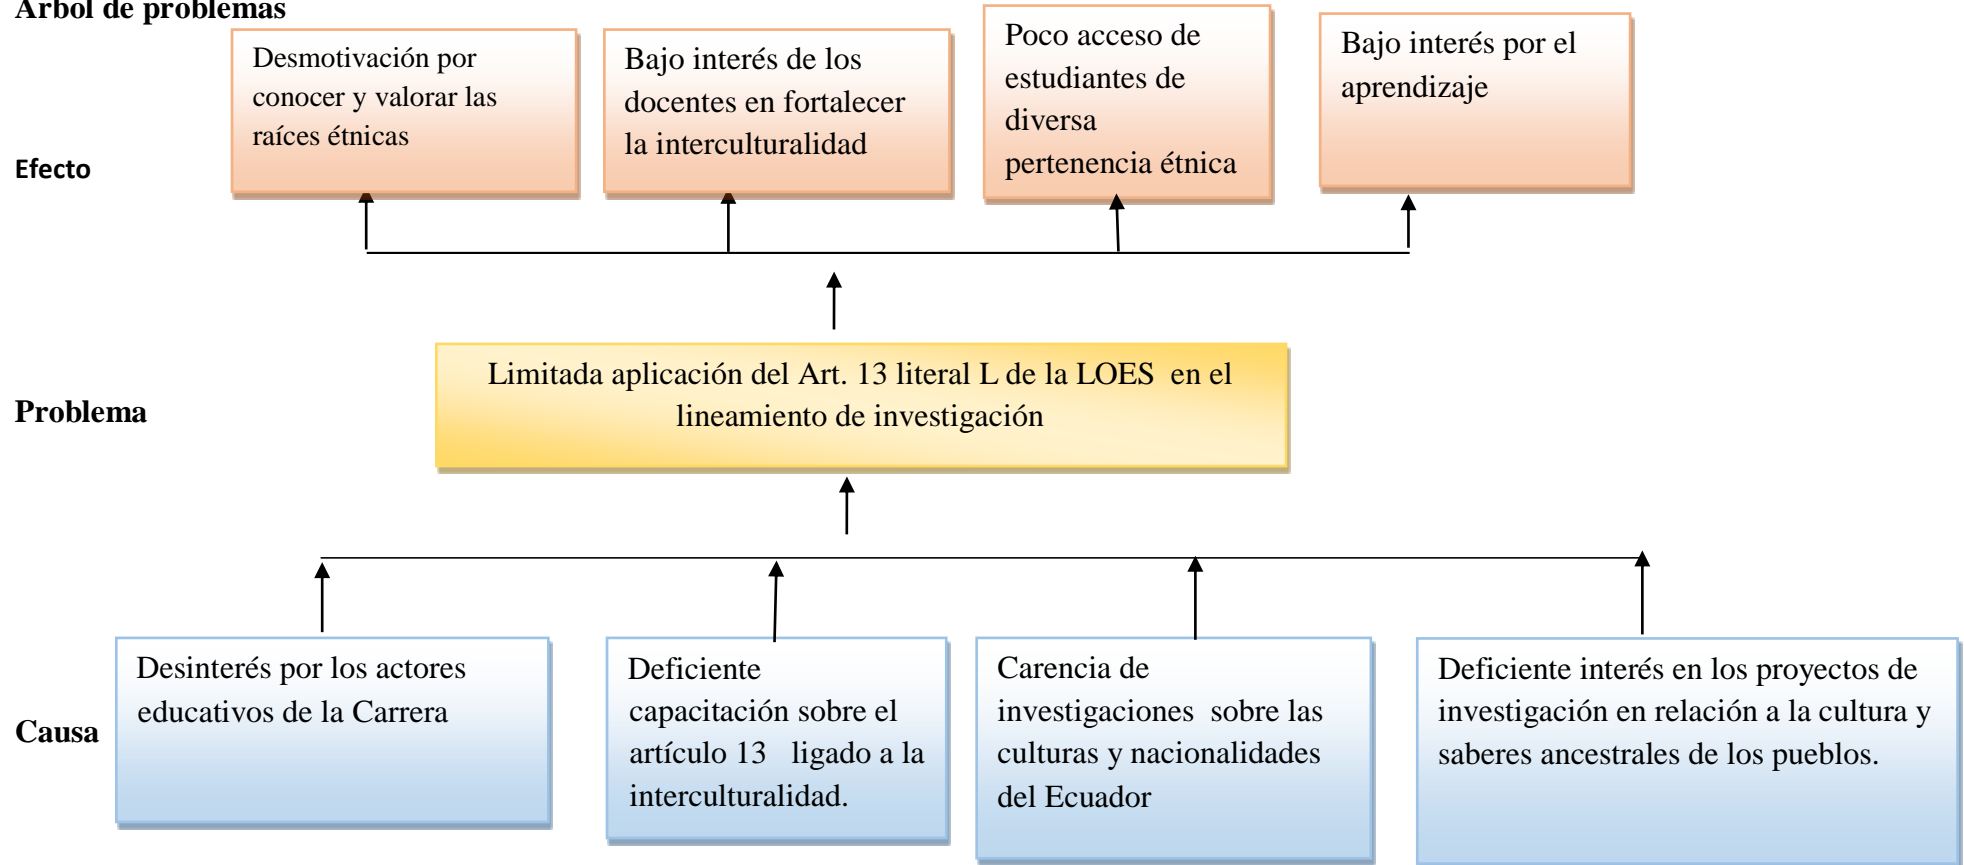 Árbol de problemas
Desmotivación por
conocer y valorar las
raíces étnicas
Bajo interés de los
docentes en fortalecer
la interculturalidad
Poco acceso de
estudiantes de
diversa
pertenencia étnica
Bajo interés por el
aprendizaje
Efecto
Limitada aplicación del Art. 13 literal L de la LOES en el
lineamiento de investigación
Problema
Desinterés por los actores
educativos de la Carrera
Deficiente
capacitación sobre el
artículo 13 ligado a la
interculturalidad.
Carencia de
investigaciones sobre las
culturas y nacionalidades
del Ecuador
Deficiente interés en los proyectos de
investigación en relación a la cultura y
saberes ancestrales de los pueblos.
Causa